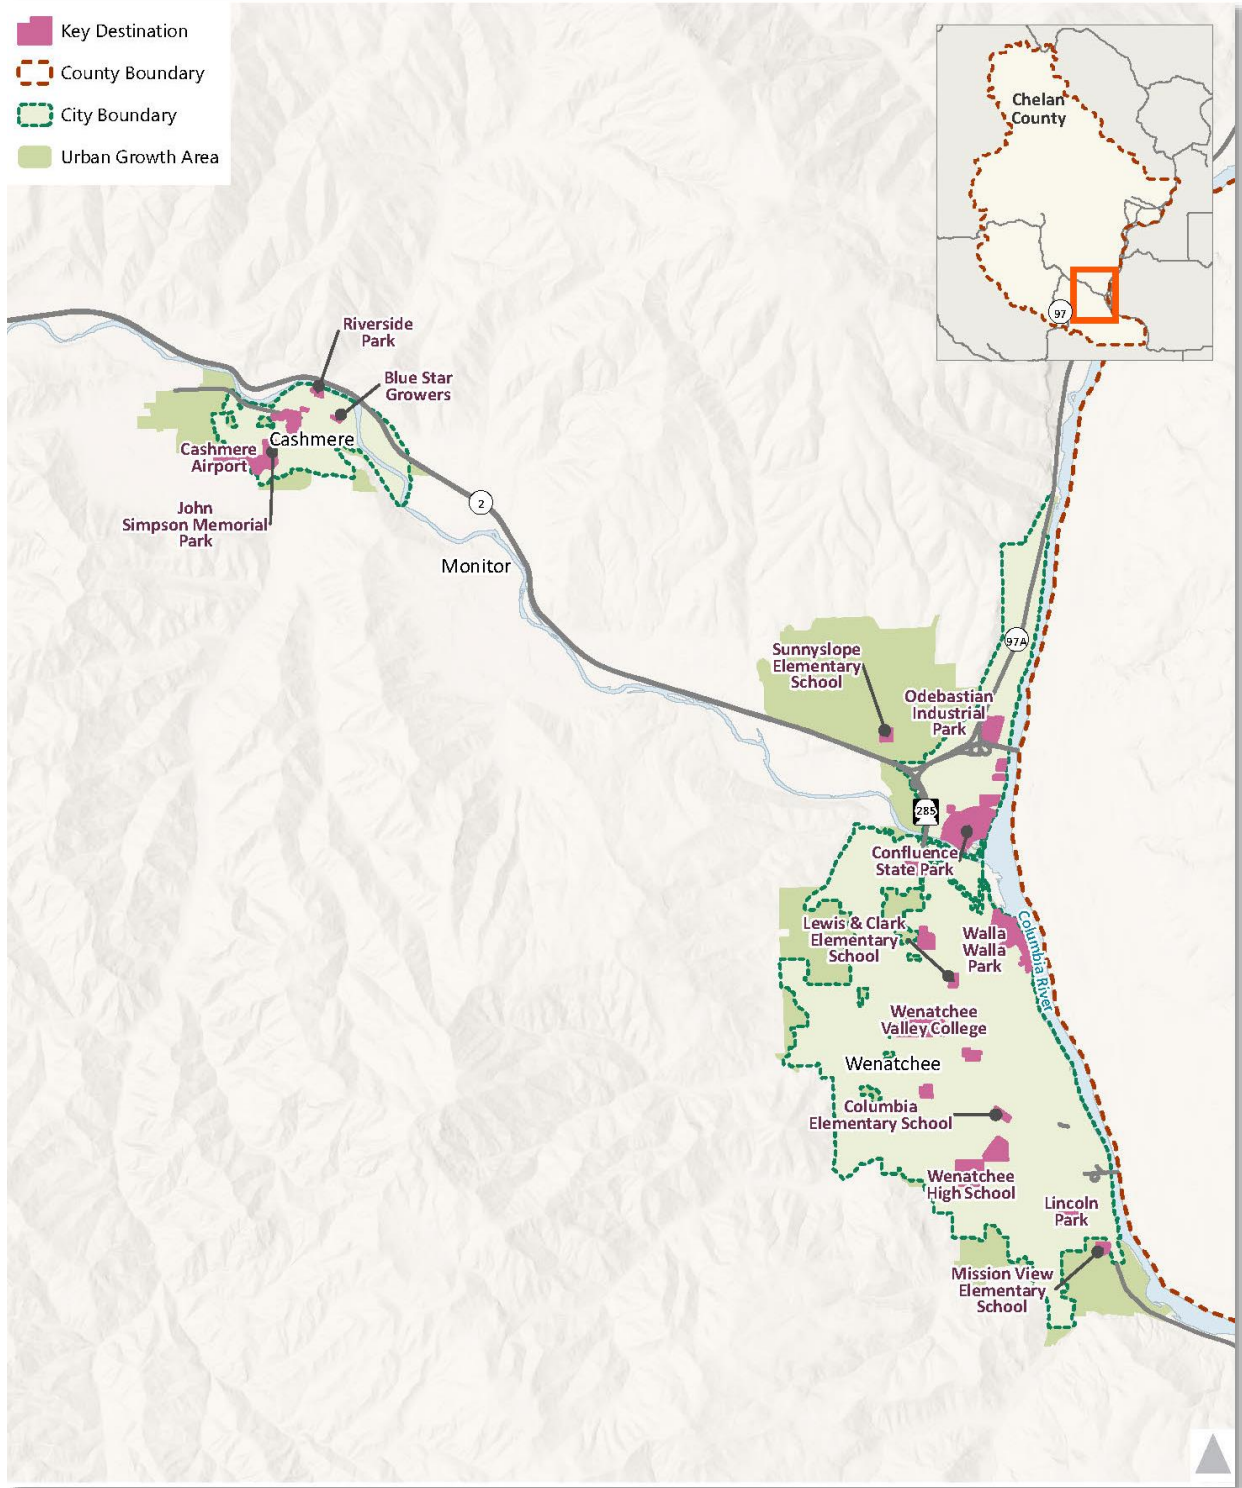 Key Destination
County Boundary
City Boundary
Urban Growth Area
Chelan
County
97
Riverside
Park
Blue Star
Growers
Cashmere
Cashmere
Airport
John
Simpson Memorial
Park
2
Monitor
97A
Sunnyslope
Elementary
School
Odebastian
Industrial
Park
285
Confluence
State Park
Lewis & Clark
Elementary
School
Walla
Walla
Park
Columbia River
Wenatchee
Valley College
Wenatchee
Columbia
Elementary School
Wenatchee
High School
Lincoln
Park
Mission View
Elementary
School